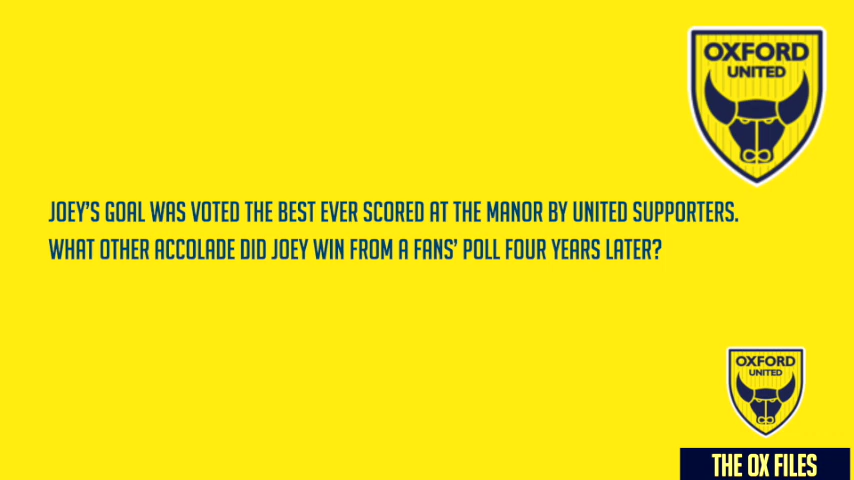 OXFORD
UNITED
JOEY'S GOAL WAS VOTED THE BEST EVER SCORED AT THE MANOR BY UNITED SUPPORTERS.
WHAT OTHER ACCOLADE DID JOEY WIN FROM A FANS' POLL FOUR YEARS LATER?
OXFORD
UNITED
THE OX FILES